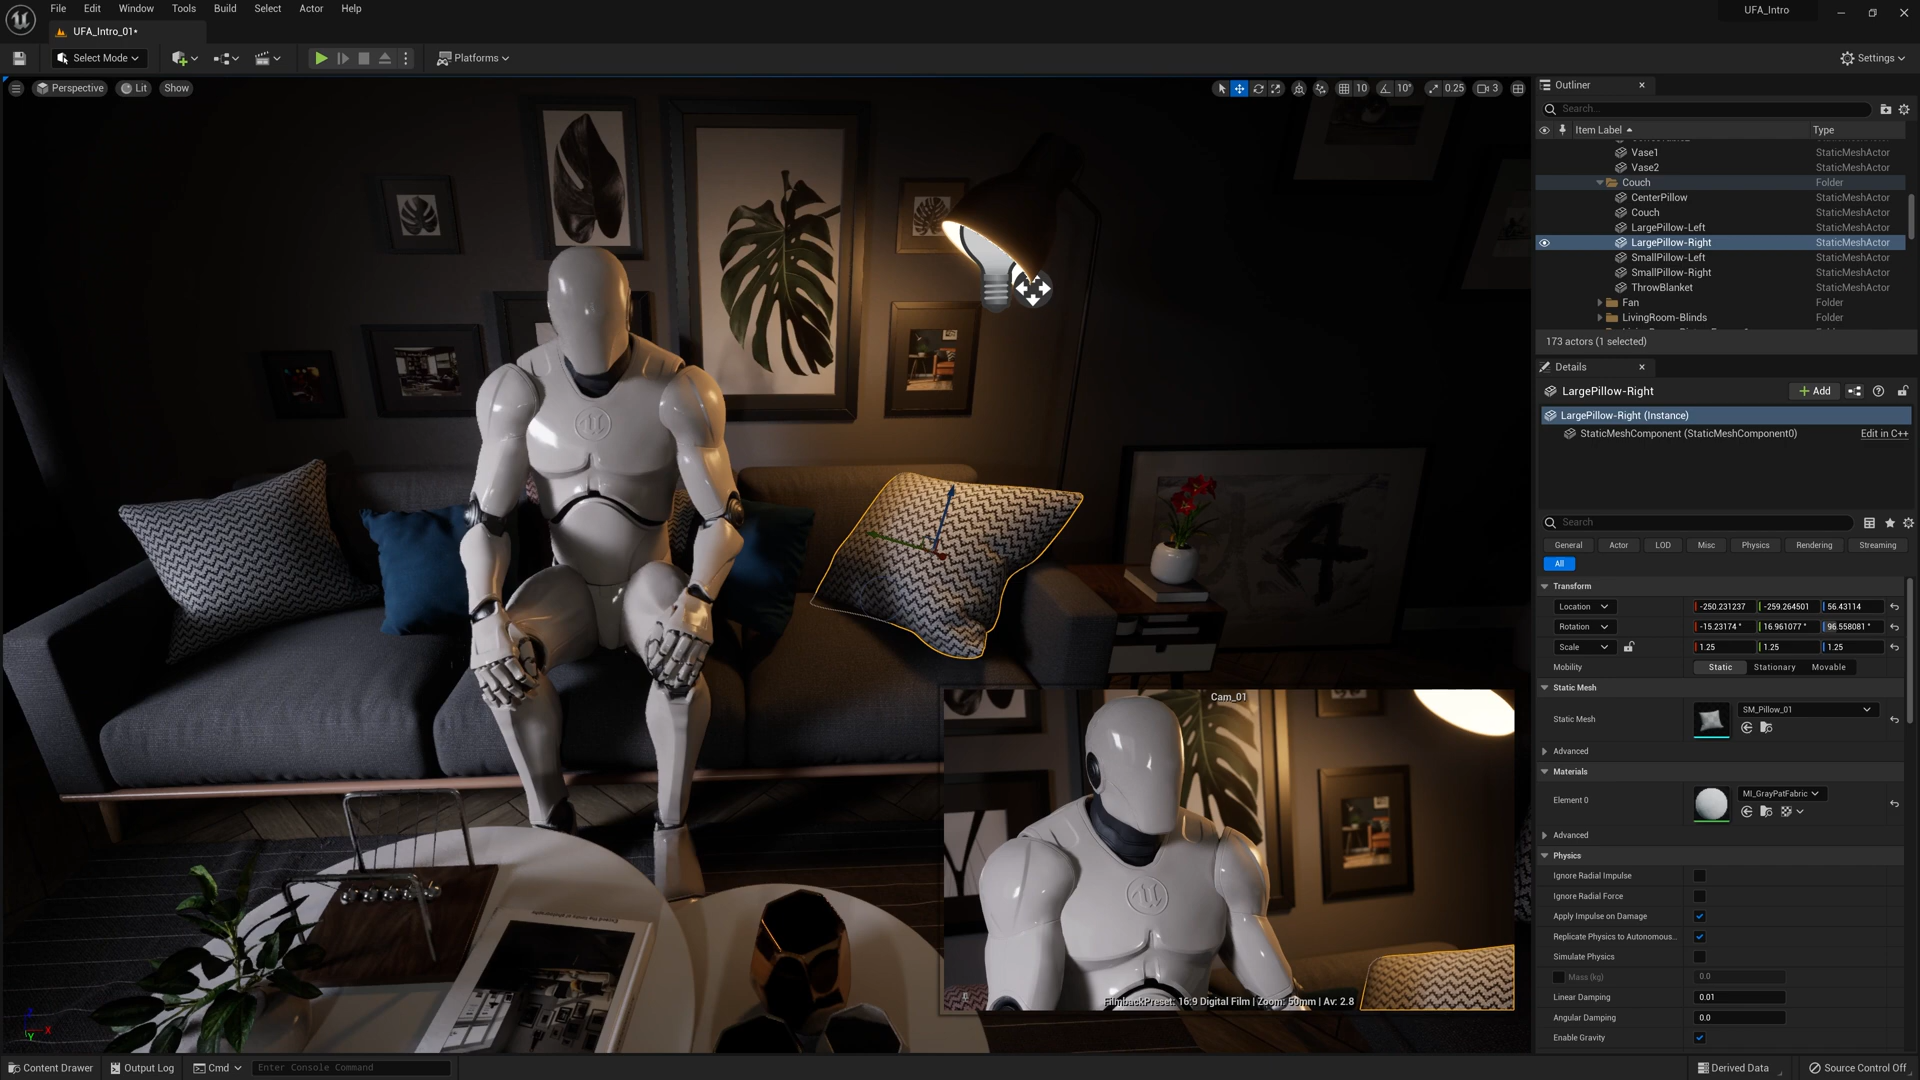 File Edit Window Tools Build Select Actor Help
UFA_Intro
UFA_Intro_01*
Select Mode
Platforms
Settings
Perspective Lit Show
10 10° 0.25 3
Outliner
Search...
Item Label Type
Vase1 StaticMeshActor
Vase2 StaticMeshActor
Couch Folder
CenterPillow StaticMeshActor
Couch StaticMeshActor
LargePillow-Left StaticMeshActor
LargePillow-Right StaticMeshActor
SmallPillow-Left StaticMeshActor
SmallPillow-Right StaticMeshActor
ThrowBlanket StaticMeshActor
Fan Folder
LivingRoom-Blinds Folder
173 actors (1 selected)
Details
LargePillow-Right
Add
LargePillow-Right (Instance)
StaticMeshComponent (StaticMeshComponent0) Edit in C++
Search
General Actor LOD Misc Physics Rendering Streaming
All
Transform
Location -250.231237 -259.264501 56.43114
Rotation -15.23174° 16.961077° 96.558081°
Scale 1.25 1.25 1.25
Mobility Static Stationary Movable
Static Mesh
Static Mesh SM_Pillow_01
Advanced
Materials
Element 0 MI_GrayPatFabric
Advanced
Physics
Ignore Radial Impulse
Ignore Radial Force
Apply Impulse on Damage
Replicate Physics to Autonomous...
Simulate Physics
Mass (kg) 0.0
Linear Damping 0.01
Angular Damping 0.0
Enable Gravity
Cam_01
FilmbackPreset: 16:9 Digital Film | Zoom: 50mm | Av: 2.8
4
Z
X
Y
Content Drawer Output Log Cmd Enter Console Command
Derived Data Source Control Off